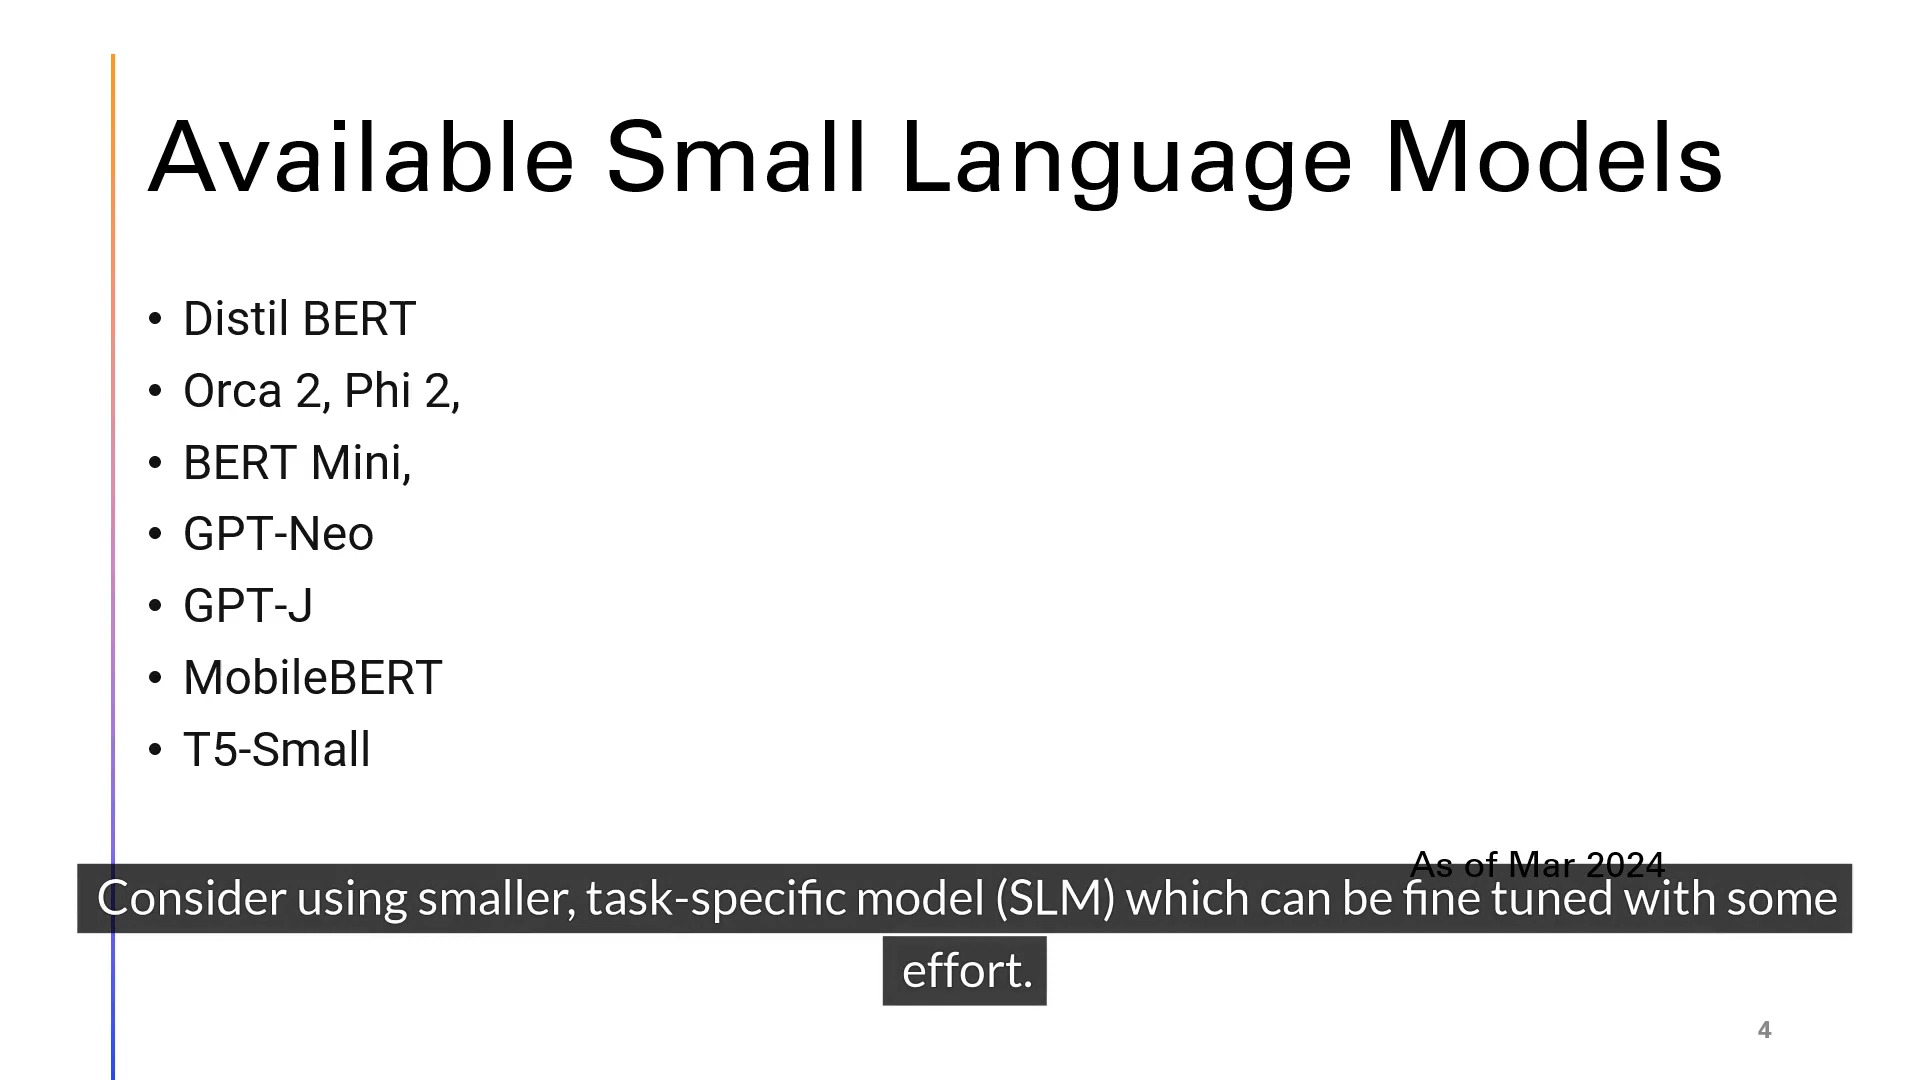 Available Small Language Models
• Distil BERT
• Orca 2, Phi 2,
• BERT Mini,
• GPT-Neo
• GPT-J
• MobileBERT
• T5-Small
As of Mar 2024
Consider using smaller, task-specific model (SLM) which can be fine tuned with some
effort.
4